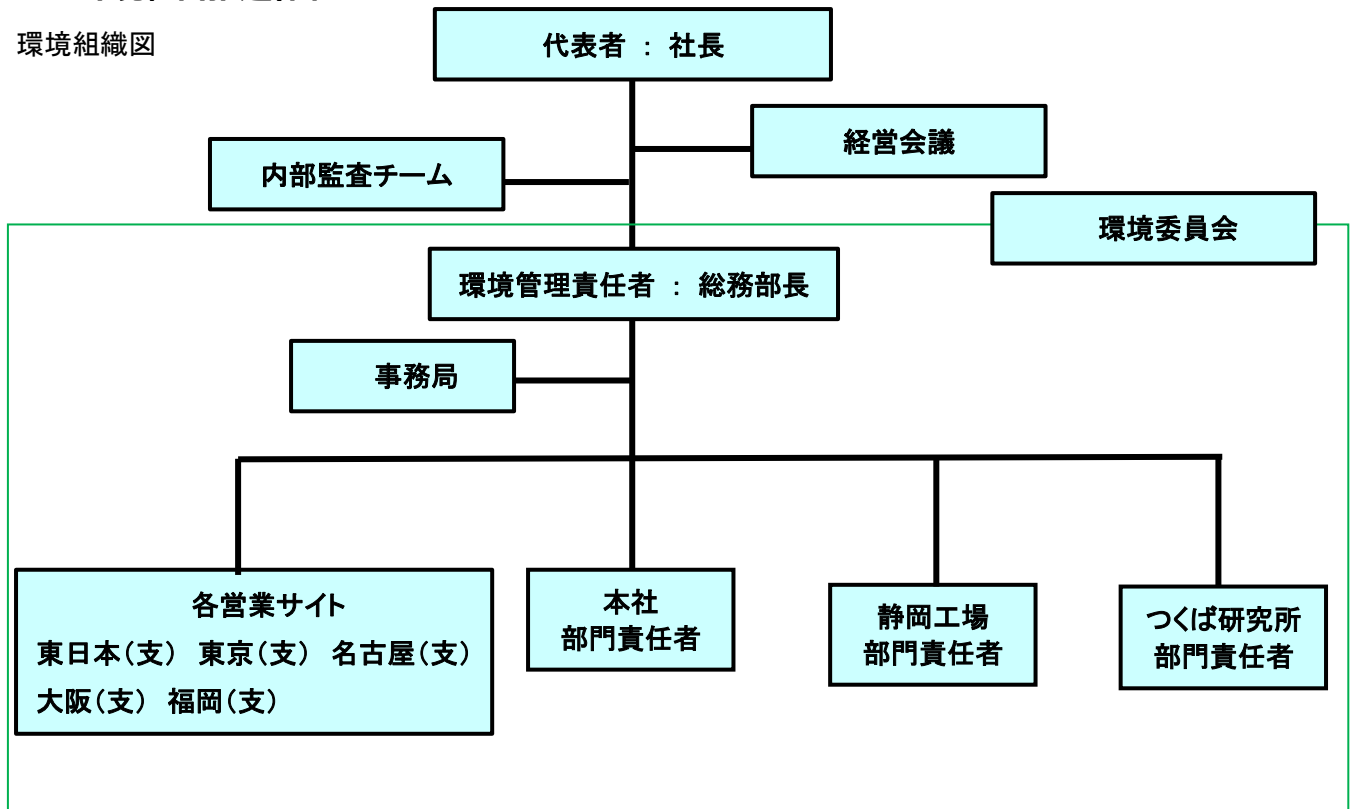 環境組織図
代表者 : 社長
経営会議
内部監査チーム
環境委員会
環境管理責任者 : 総務部長
事務局
各営業サイト
東日本(支) 東京(支) 名古屋(支)
大阪(支) 福岡(支)
本社
部門責任者
静岡工場
部門責任者
つくば研究所
部門責任者